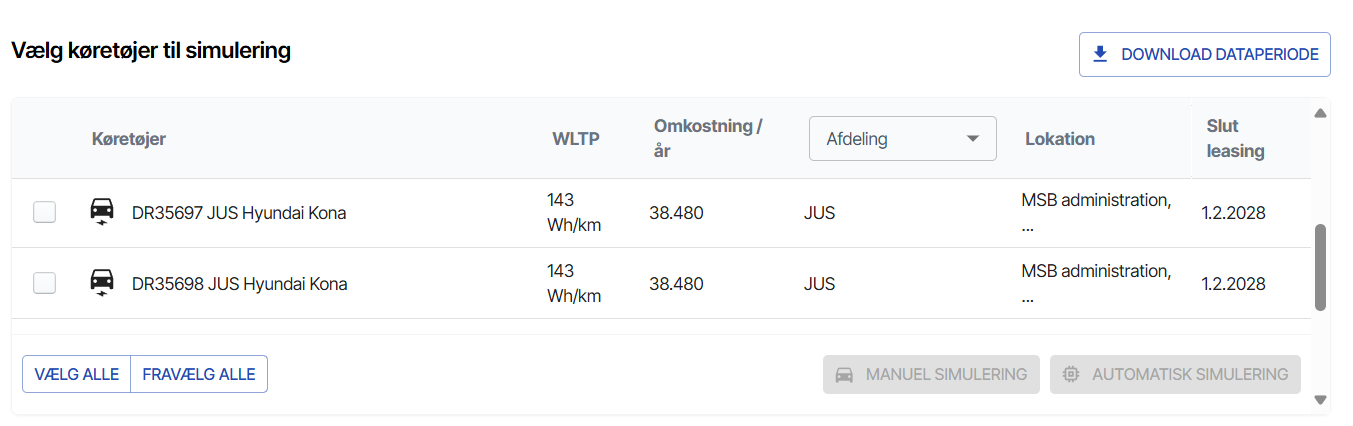 Vælg køretøjer til simulering
DOWNLOAD DATAPERIODE
Køretøjer
WLTP
Omkostning /
år
Afdeling
Lokation
Slut
leasing
DR35697 JUS Hyundai Kona
143
Wh/km
38.480
JUS
MSB administration,
...
1.2.2028
DR35698 JUS Hyundai Kona
143
Wh/km
38.480
JUS
MSB administration,
...
1.2.2028
VÆLG ALLE
FRAVÆLG ALLE
MANUEL SIMULERING
AUTOMATISK SIMULERING